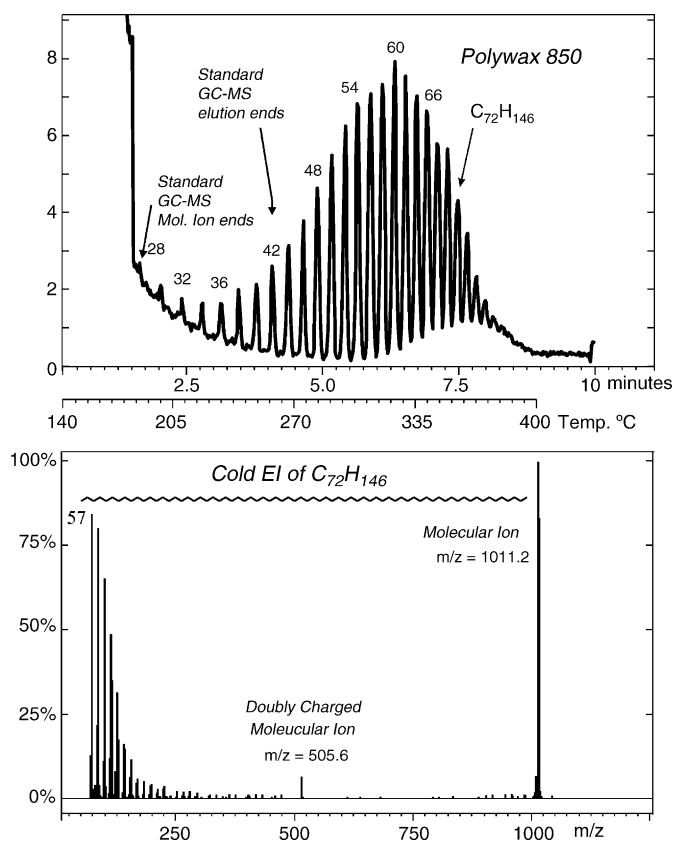 8
6
4
2
0
Polywax 850
Standard
GC-MS
elution ends
Standard
GC-MS
Mol. Ion ends
28
32
36
42
48
54
60
66
C72H146
2.5 5.0 7.5 10 minutes
140 205 270 335 400 Temp. ºC
100%
75%
50%
25%
0%
Cold EI of C72H146
57
Molecular Ion
m/z = 1011.2
Doubly Charged
Moleucular Ion
m/z = 505.6
250 500 750 1000 m/z